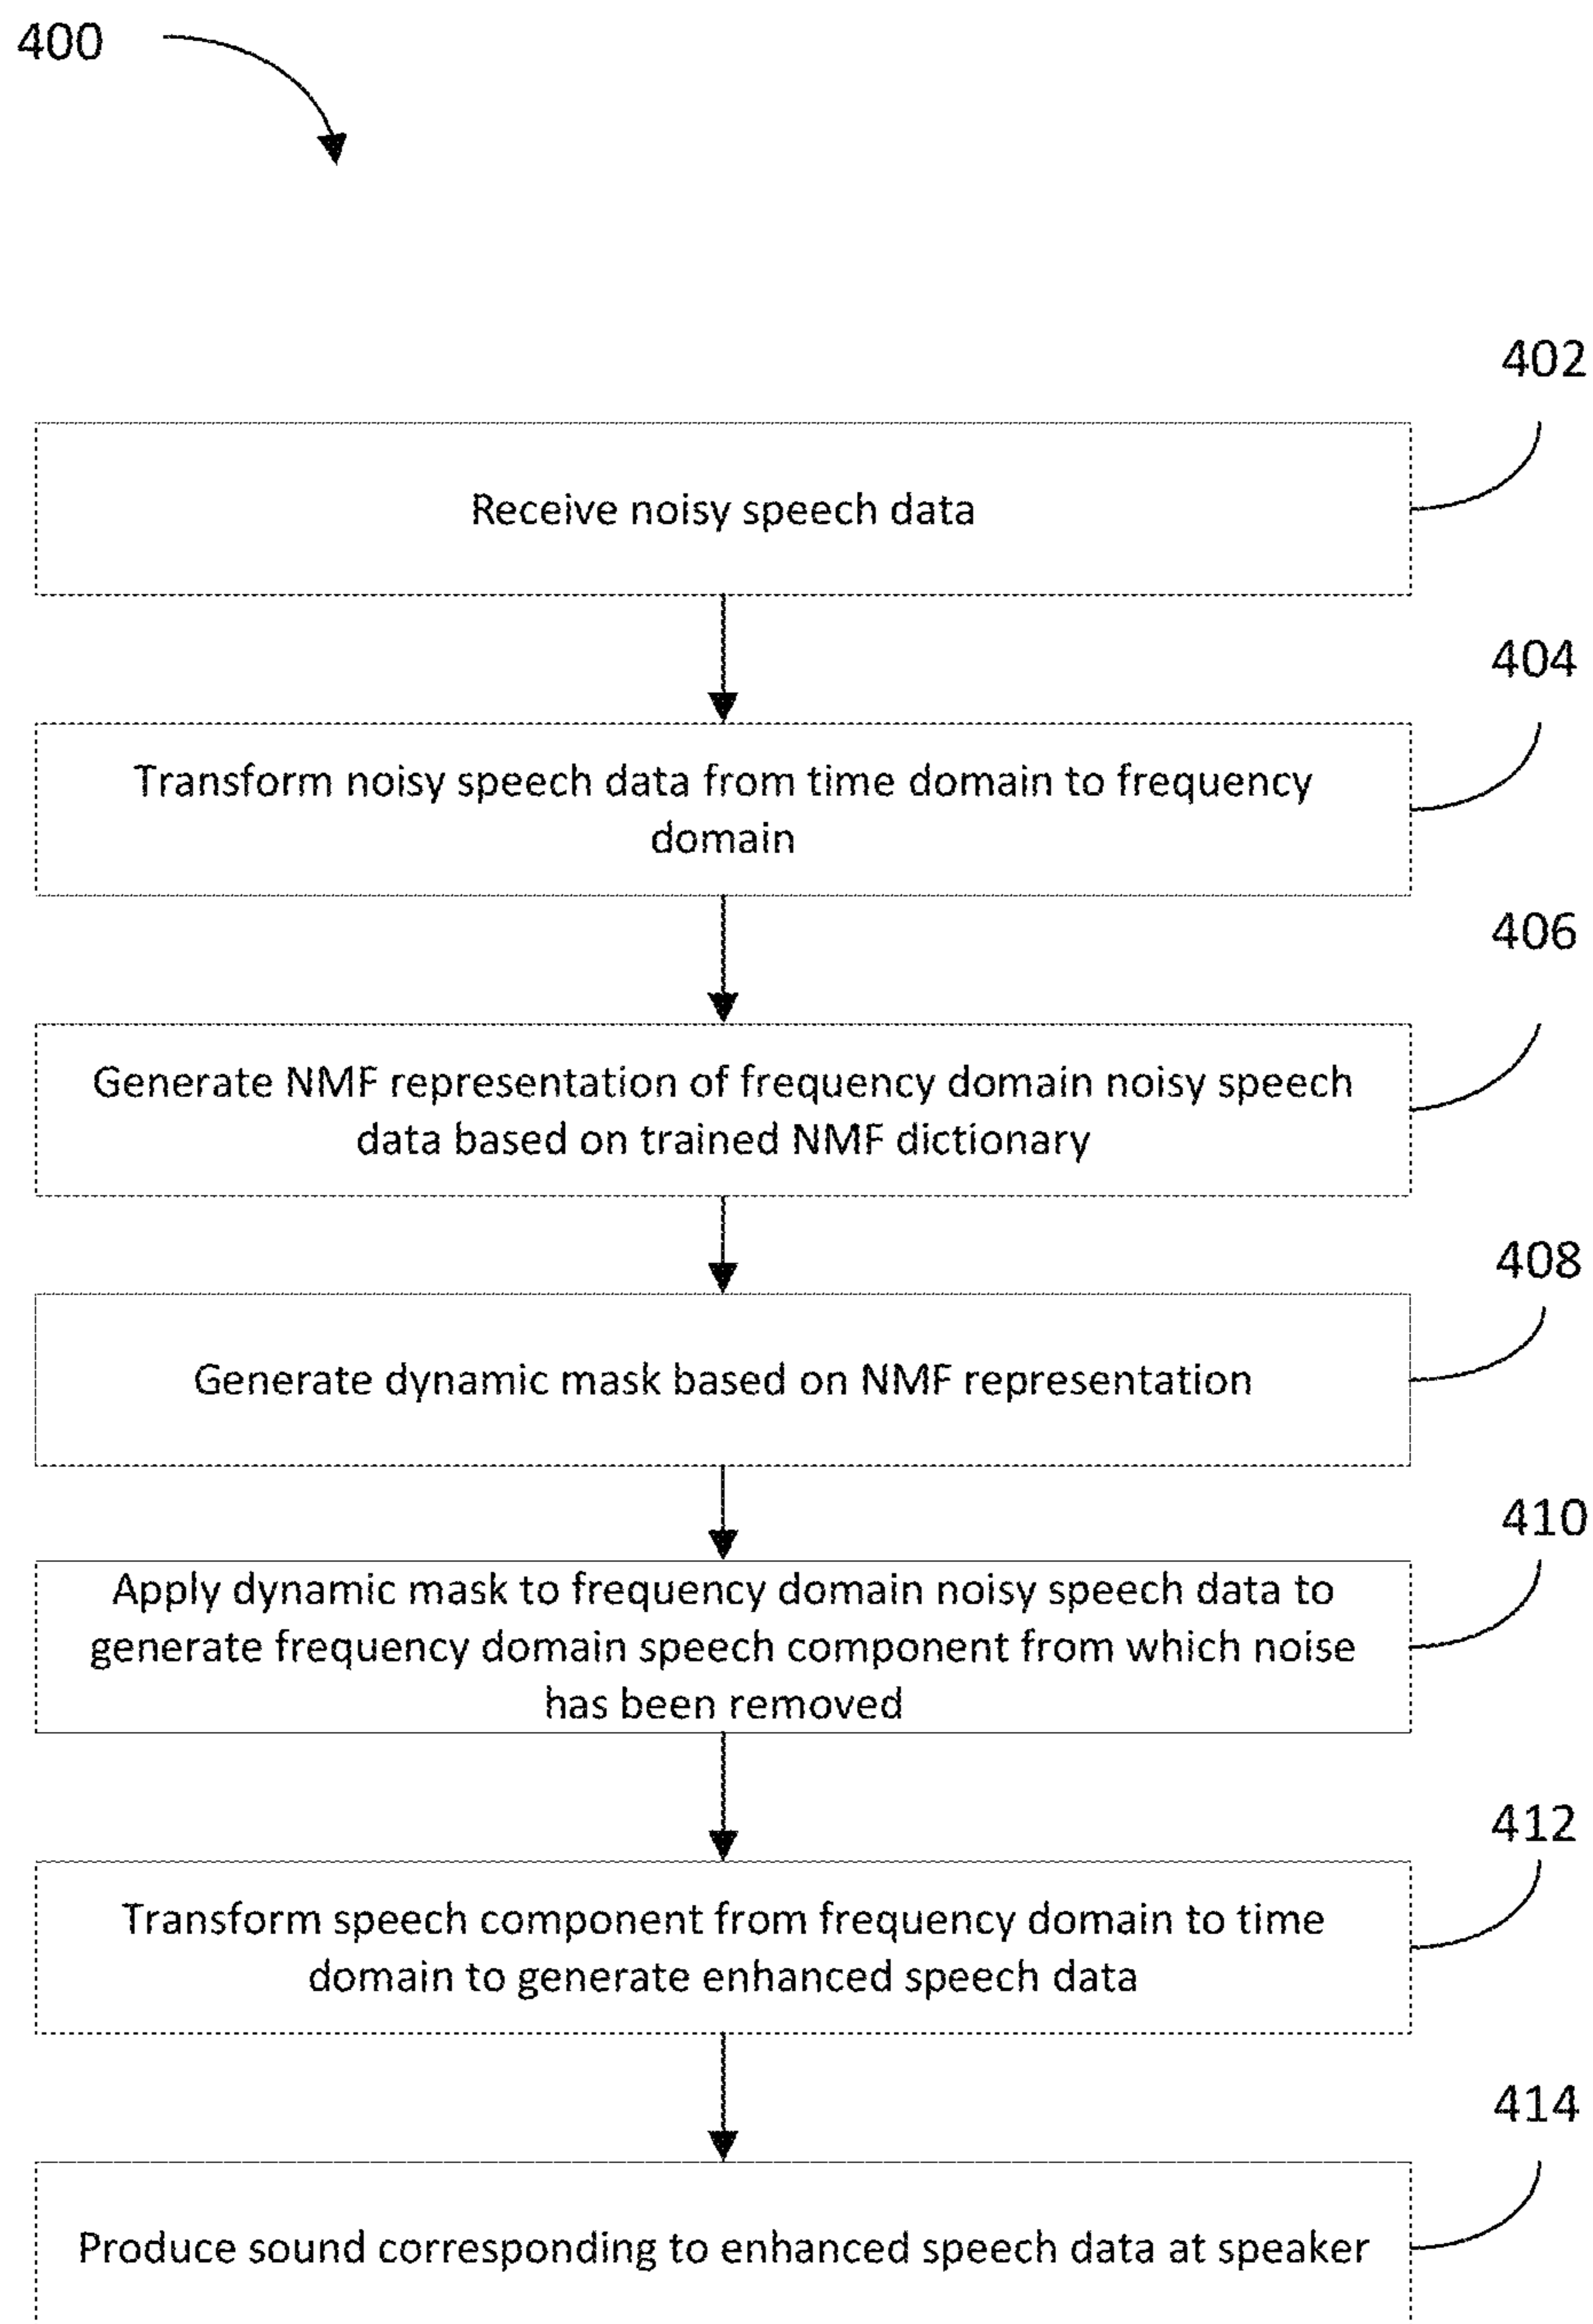 400
402
Receive noisy speech data
404
Transform noisy speech data from time domain to frequency
domain
406
Generate NMF representation of frequency domain noisy speech
data based on trained NMF dictionary
408
Generate dynamic mask based on NMF representation
410
Apply dynamic mask to frequency domain noisy speech data to
generate frequency domain speech component from which noise
has been removed
412
Transform speech component from frequency domain to time
domain to generate enhanced speech data
414
Produce sound corresponding to enhanced speech data at speaker